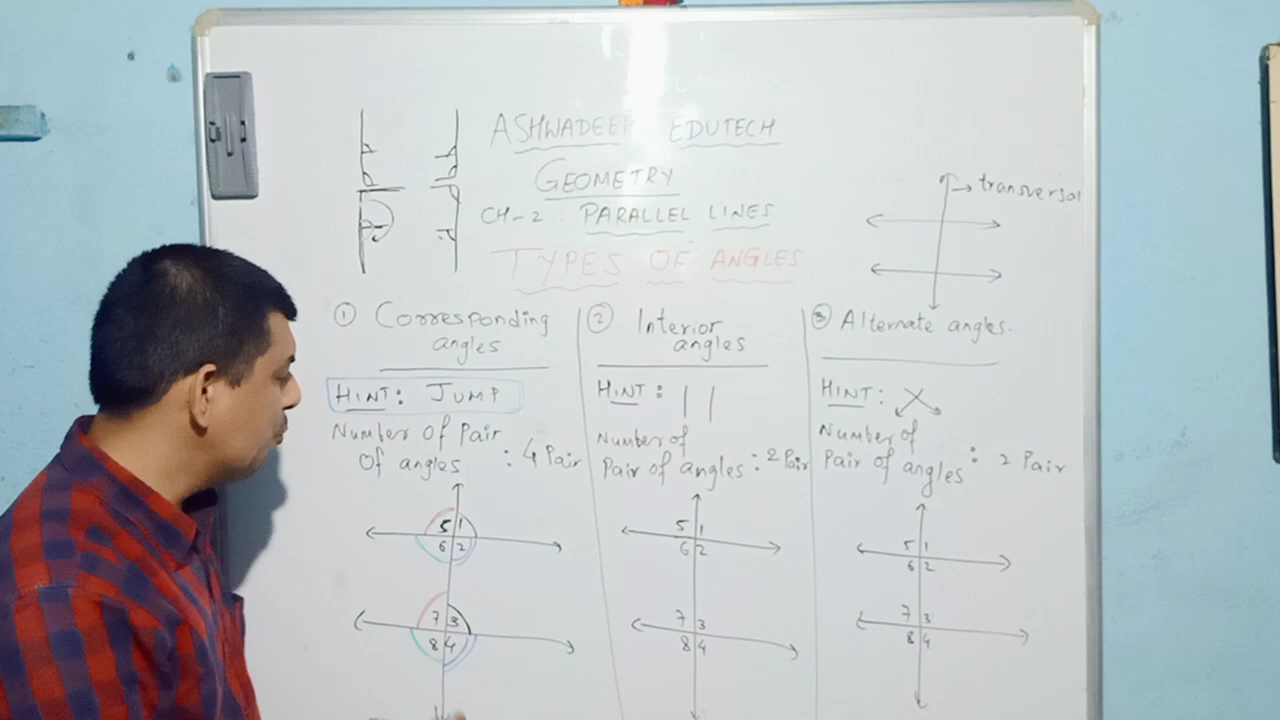 ASHWADEEP EDUTECH
GEOMETRY
CH-2 : PARALLEL LINES
TYPES OF ANGLES
transversal
① Corresponding
angles
HINT: JUMP
Number Of Pair
Of angles : 4 Pair
5 1
6 2
7 3
8 4
② Interior
angles
HINT: | |
Number of
Pair of angles : 2 Pair
5 1
6 2
7 3
8 4
③ Alternate angles.
HINT:
Number of
Pair of angles : 2 Pair
5 1
6 2
7 3
8 4